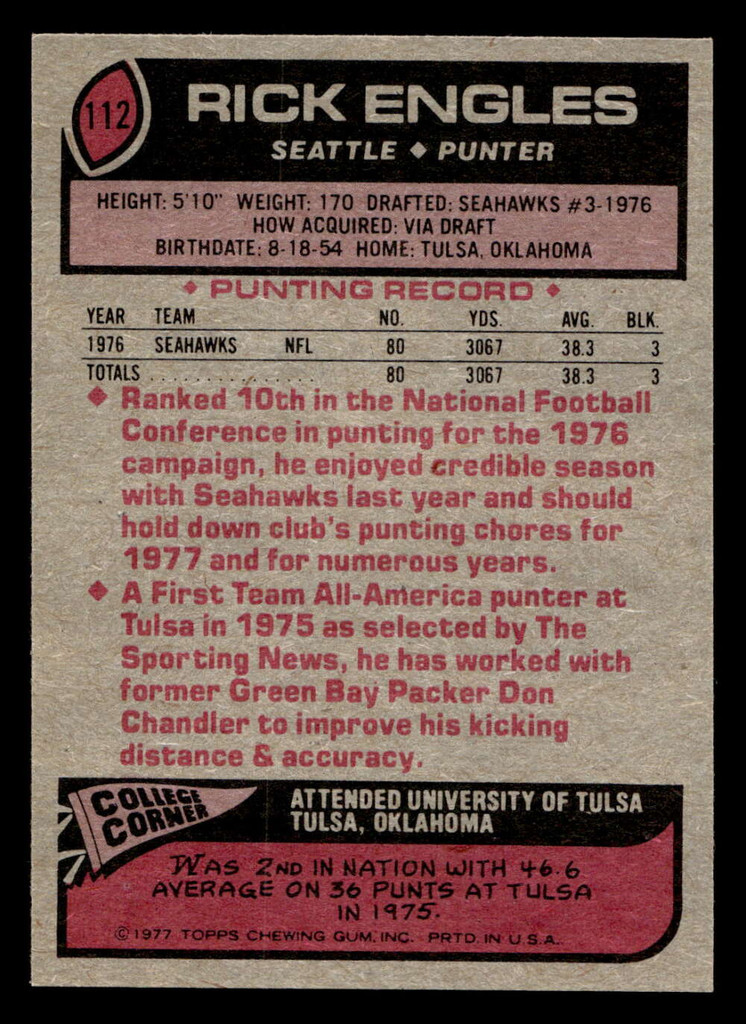 112
RICK ENGLES
SEATTLE ◆ PUNTER
HEIGHT: 5'10" WEIGHT: 170 DRAFTED: SEAHAWKS #3-1976
HOW ACQUIRED: VIA DRAFT
BIRTHDATE: 8-18-54 HOME: TULSA, OKLAHOMA
◆ PUNTING RECORD ◆
YEAR TEAM NO. YDS. AVG. BLK.
1976 SEAHAWKS NFL 80 3067 38.3 3
TOTALS . . . . . . . . . . . . . . . . 80 3067 38.3 3
◆ Ranked 10th in the National Football
Conference in punting for the 1976
campaign, he enjoyed credible season
with Seahawks last year and should
hold down club's punting chores for
1977 and for numerous years.
◆ A First Team All-America punter at
Tulsa in 1975 as selected by The
Sporting News, he has worked with
former Green Bay Packer Don
Chandler to improve his kicking
distance & accuracy.
COLLEGE
CORNER
ATTENDED UNIVERSITY OF TULSA
TULSA, OKLAHOMA
WAS 2ND IN NATION WITH 46.6
AVERAGE ON 36 PUNTS AT TULSA
IN 1975.
© 1977 TOPPS CHEWING GUM, INC. PRTD. IN U.S.A.